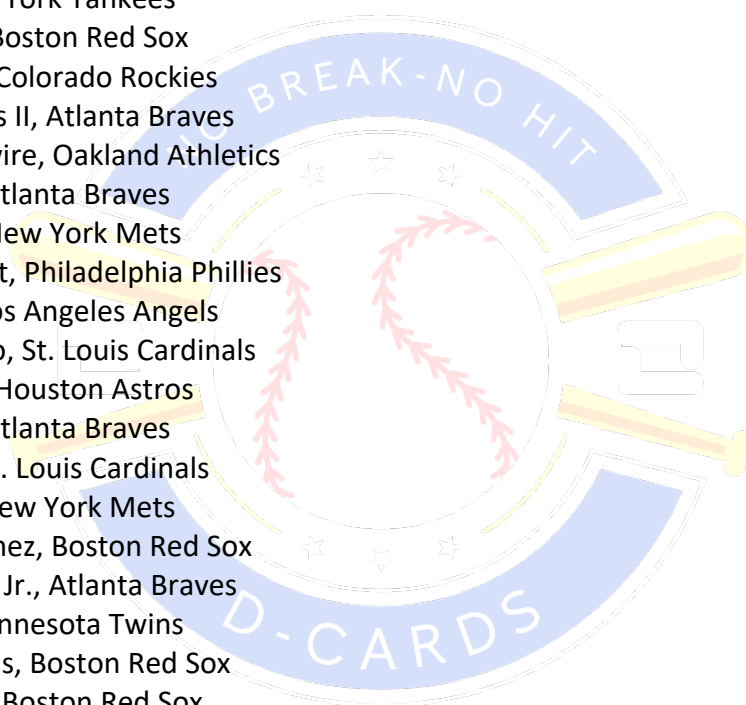 York Yankees
Boston Red Sox
Colorado Rockies
s II, Atlanta Braves
wire, Oakland Athletics
tlanta Braves
New York Mets
t, Philadelphia Phillies
os Angeles Angels
o, St. Louis Cardinals
Houston Astros
tlanta Braves
. Louis Cardinals
ew York Mets
nez, Boston Red Sox
Jr., Atlanta Braves
nnesota Twins
s, Boston Red Sox
Boston Red Sox
NO BREAK-NO HIT
D-CARDS